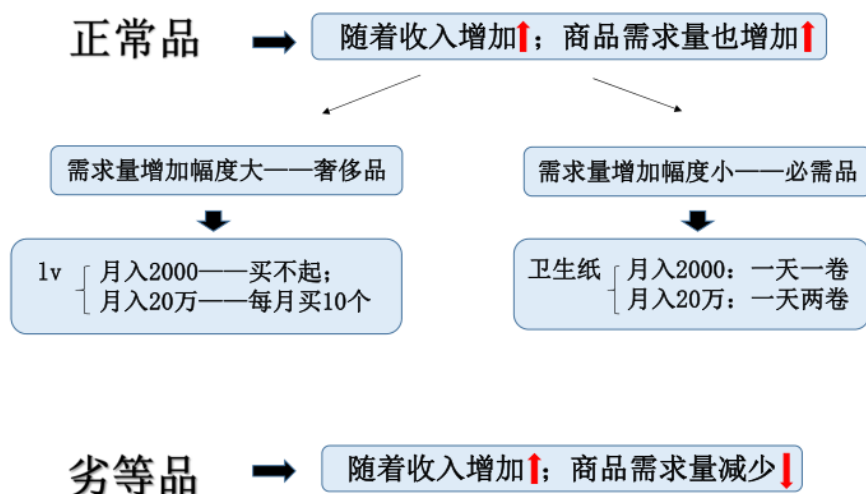 正常品
随着收入增加；商品需求量也增加
需求量增加幅度大——奢侈品
需求量增加幅度小——必需品
lv
月入2000——买不起；
月入20万——每月买10个
卫生纸
月入2000：一天一卷
月入20万：一天两卷
劣等品
随着收入增加；商品需求量减少